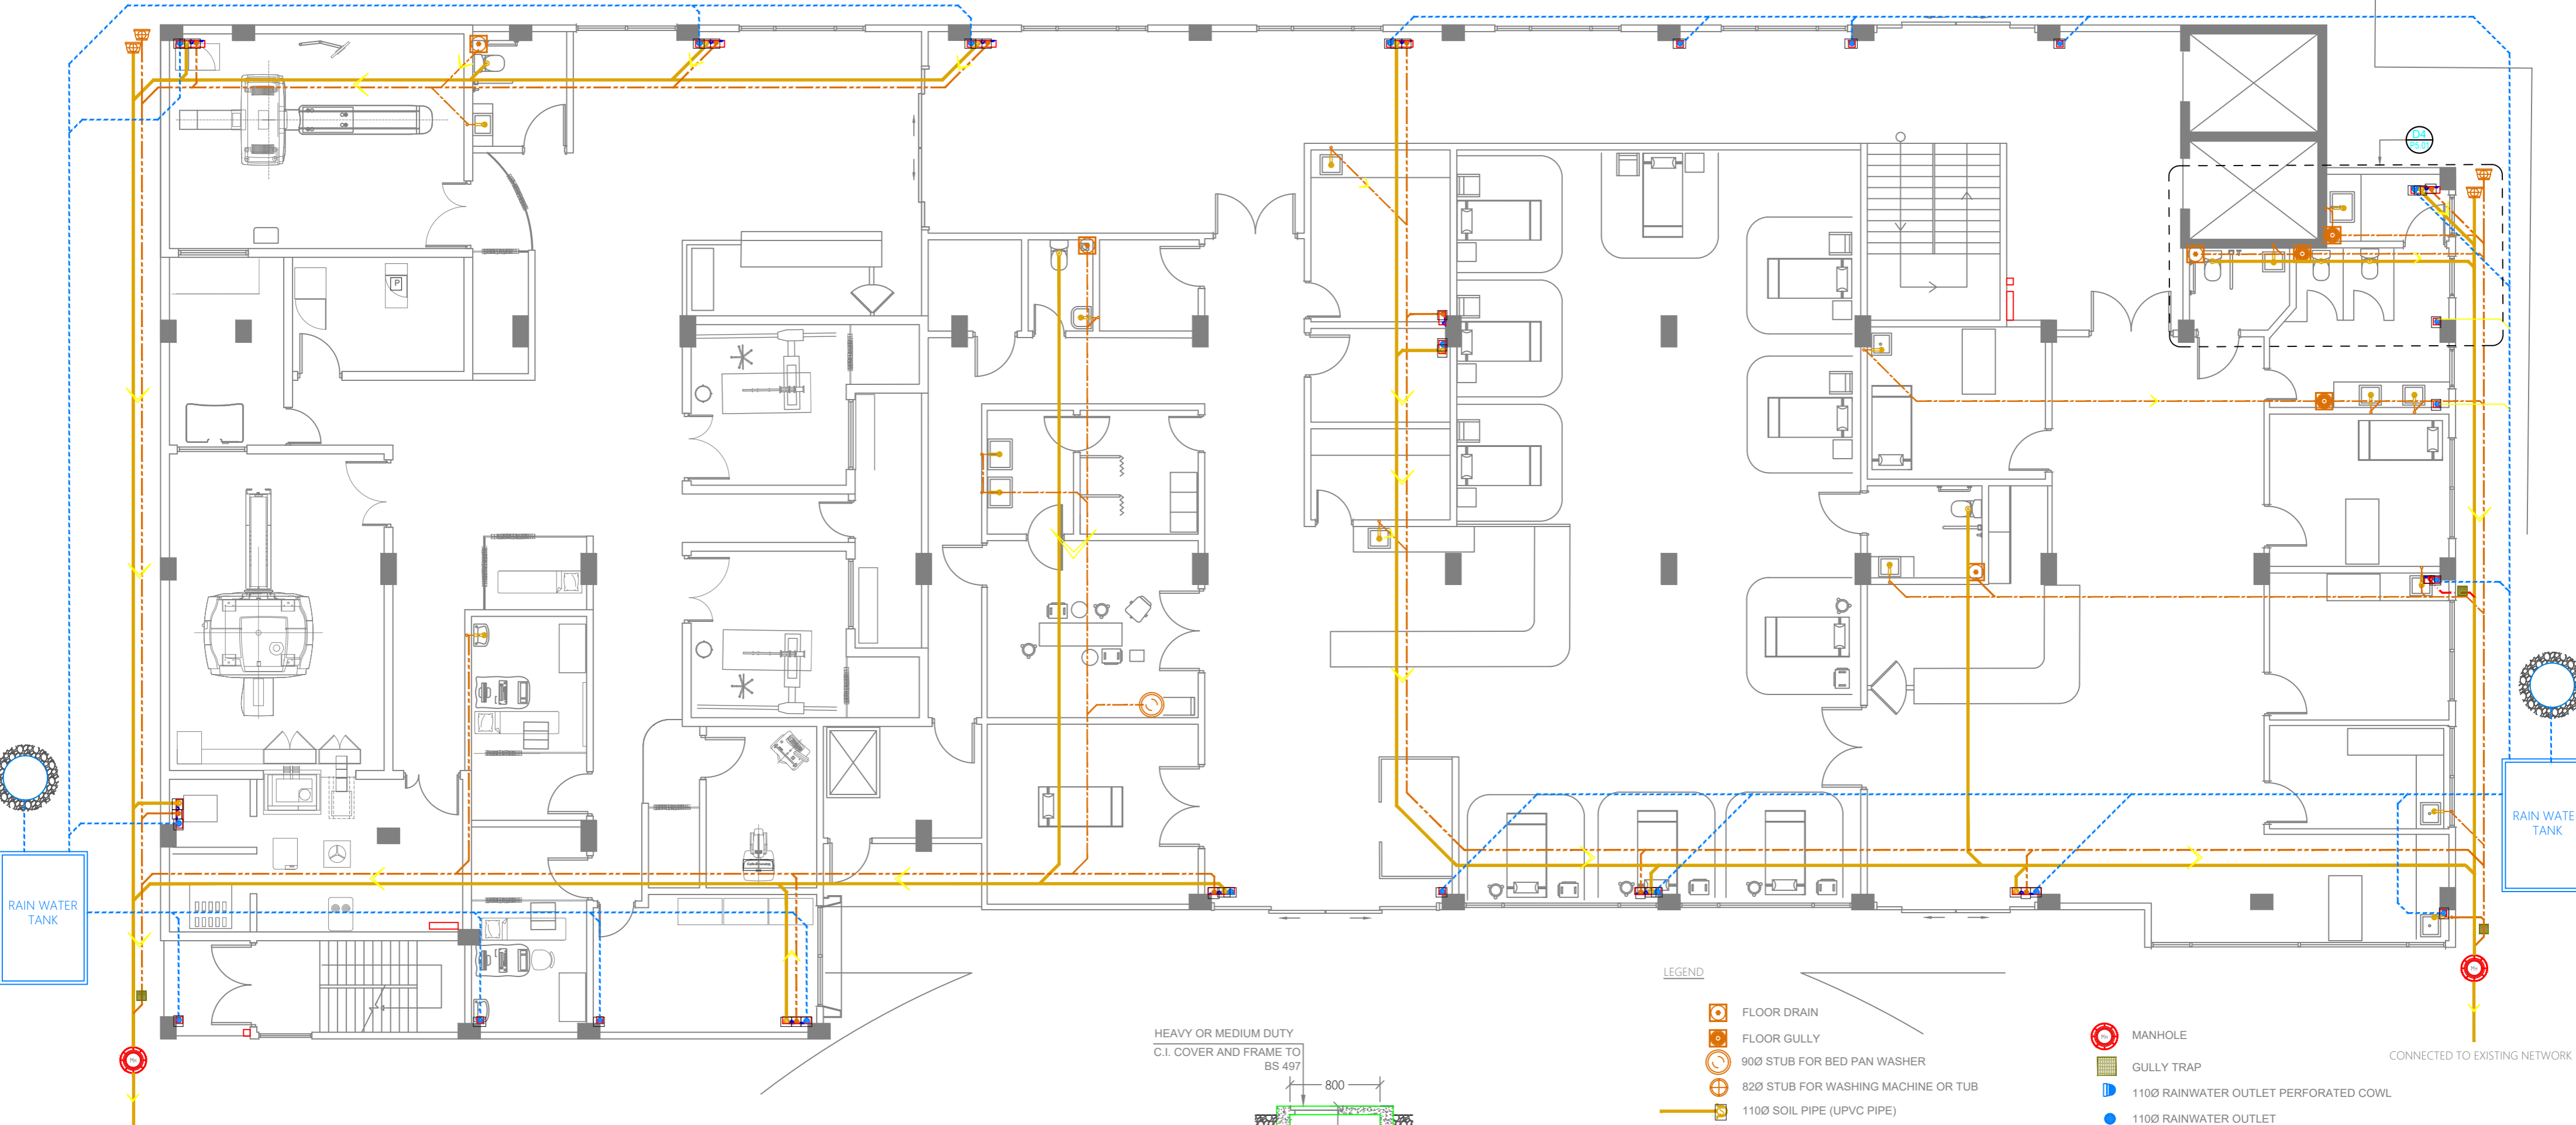 D4
P
RAIN WATER
TANK
RAIN WATE
TANK
LEGEND
FLOOR DRAIN
FLOOR GULLY
90Ø STUB FOR BED PAN WASHER
82Ø STUB FOR WASHING MACHINE OR TUB
110Ø SOIL PIPE (UPVC PIPE)
MANHOLE
GULLY TRAP
110Ø RAINWATER OUTLET PERFORATED COWL
110Ø RAINWATER OUTLET
CONNECTED TO EXISTING NETWORK
HEAVY OR MEDIUM DUTY
C.I. COVER AND FRAME TO
BS 497
800